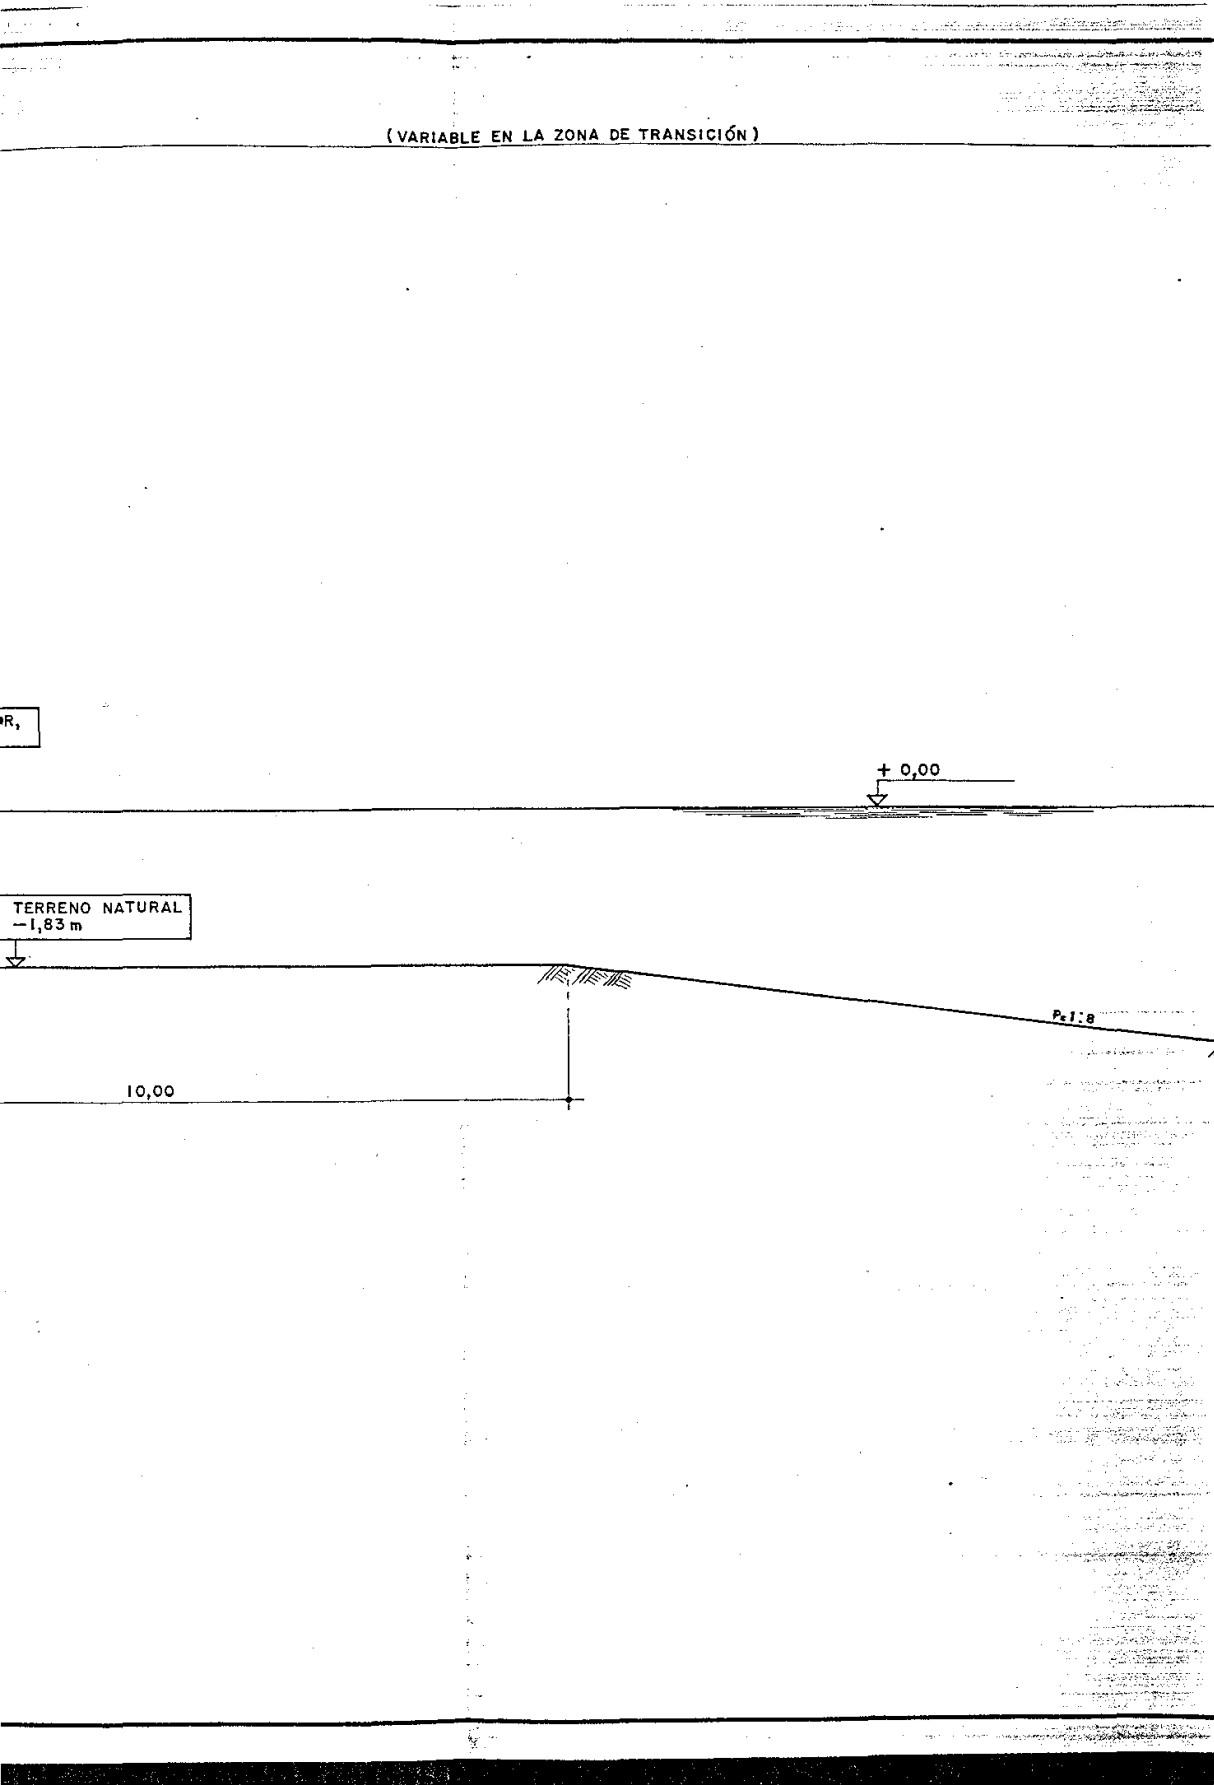 (VARIABLE EN LA ZONA DE TRANSICIÓN)
R,
+ 0,00
TERRENO NATURAL
-1,83 m
P=1:8
10,00